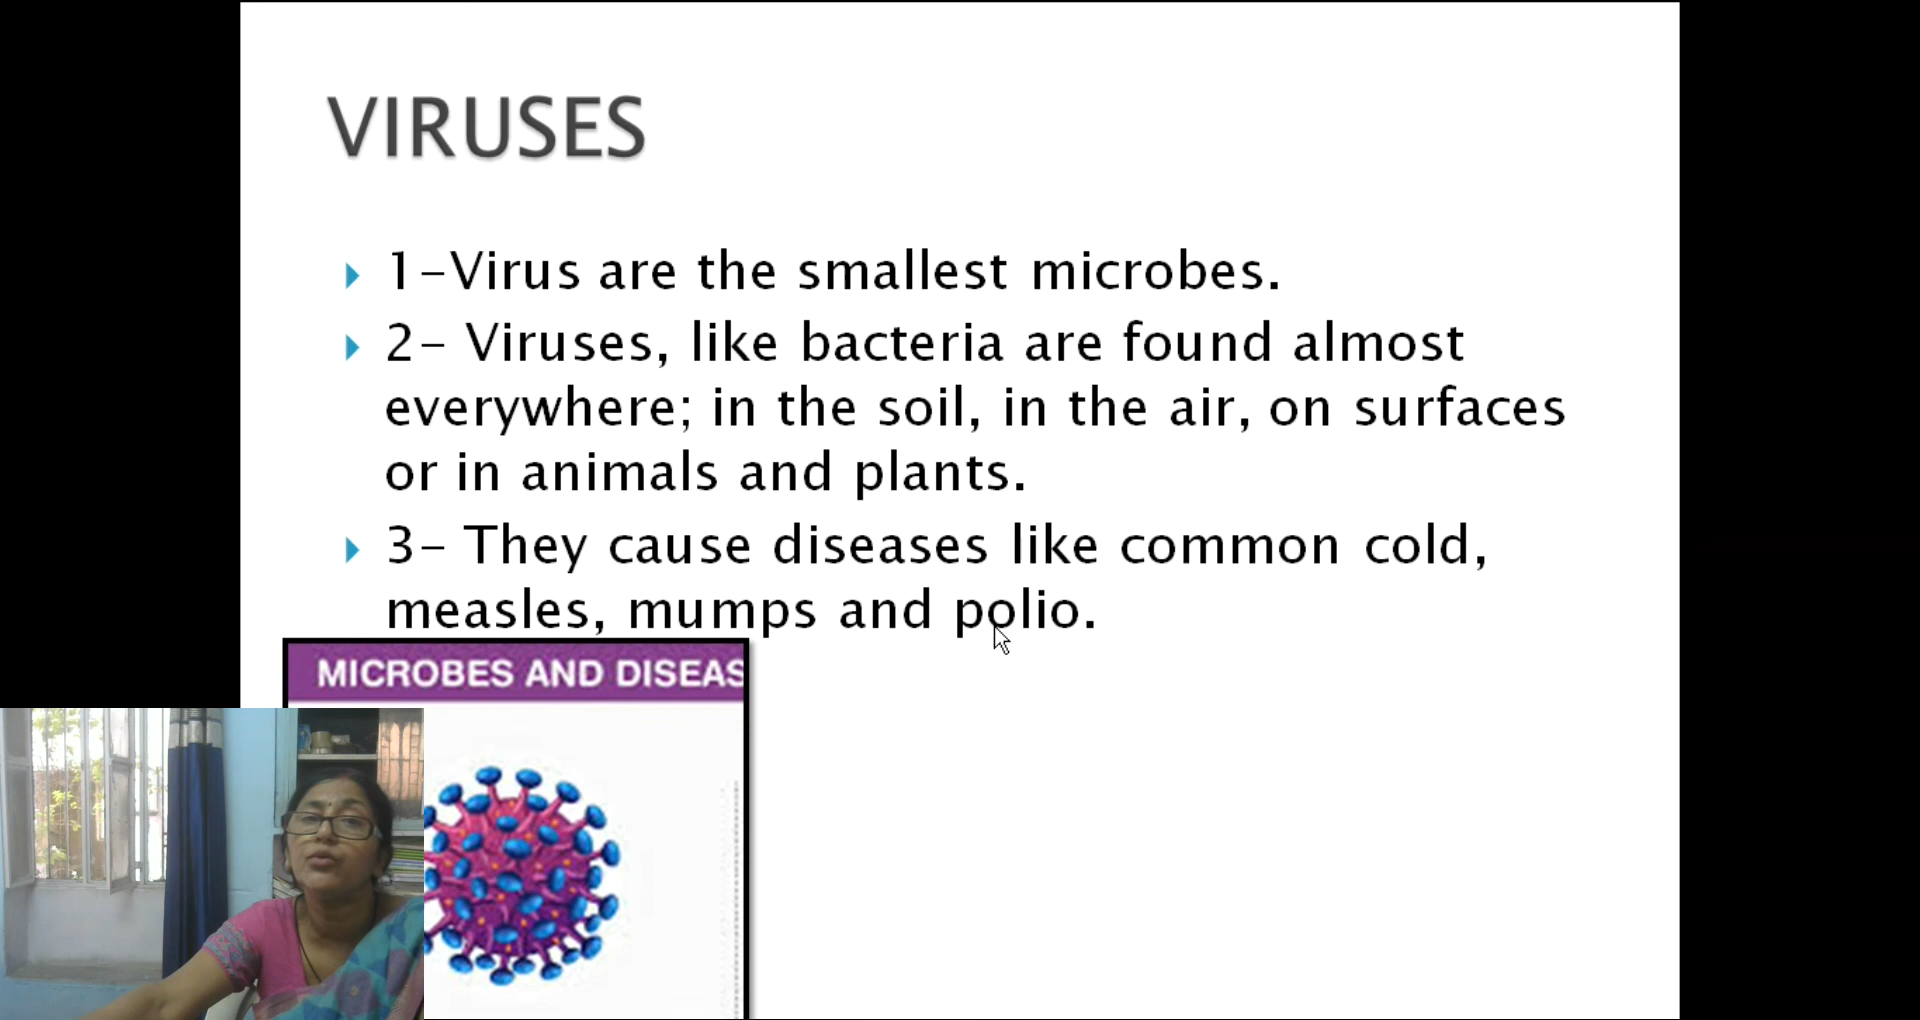 VIRUSES
1-Virus are the smallest microbes.
2- Viruses, like bacteria are found almost
everywhere; in the soil, in the air, on surfaces
or in animals and plants.
3- They cause diseases like common cold,
measles, mumps and polio.
MICROBES AND DISEAS